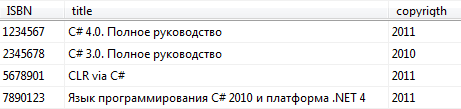 ISBN title copyrigth
1234567 C# 4.0. Полное руководство 2011
2345678 C# 3.0. Полное руководство 2010
5678901 CLR via C# 2011
7890123 Язык программирования C# 2010 и платформа .NET 4 2011